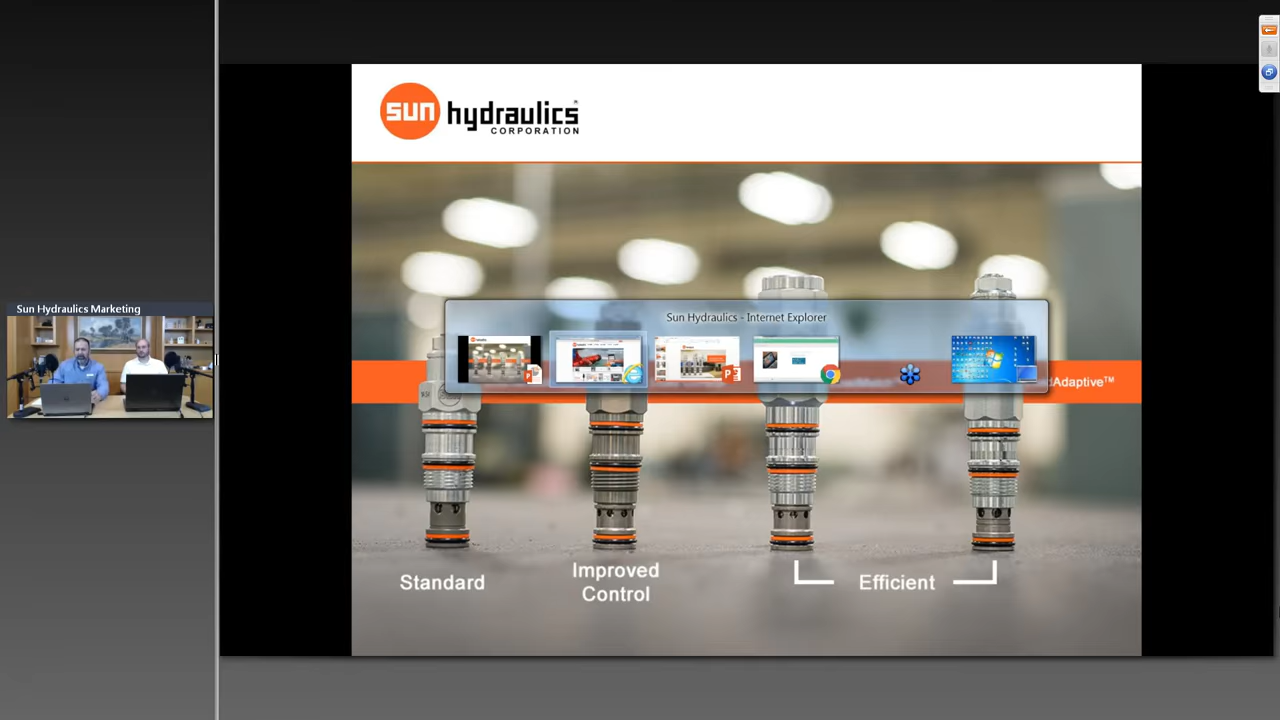 Sun Hydraulics Marketing
sun hydraulics
CORPORATION
Sun Hydraulics - Internet Explorer
Adaptive™
Standard
Improved
Control
Efficient